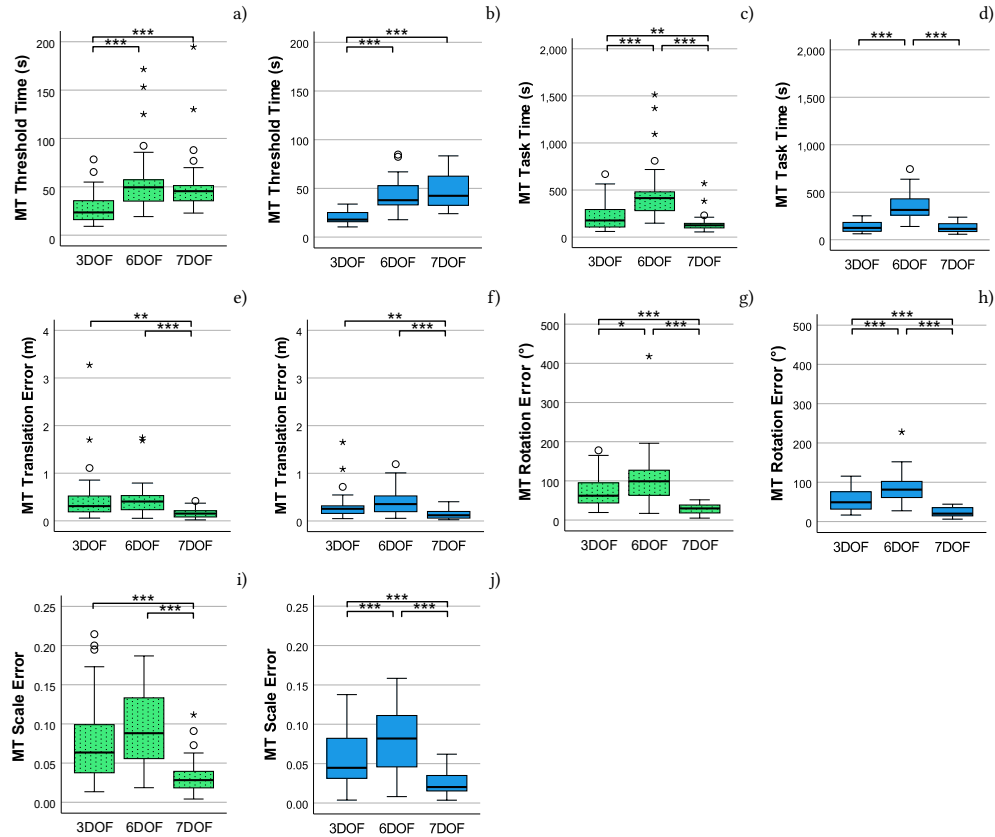 a)
MT Threshold Time (s)
200
150
100
50
0
***
***
3DOF 6DOF 7DOF
b)
MT Threshold Time (s)
200
150
100
50
0
***
***
3DOF 6DOF 7DOF
c)
MT Task Time (s)
2,000
1,500
1,000
500
0
**
*** ***
3DOF 6DOF 7DOF
d)
MT Task Time (s)
2,000
1,500
1,000
500
0
*** ***
3DOF 6DOF 7DOF
e)
MT Translation Error (m)
4
3
2
1
0
**
***
3DOF 6DOF 7DOF
f)
MT Translation Error (m)
4
3
2
1
0
**
***
3DOF 6DOF 7DOF
g)
MT Rotation Error (°)
500
400
300
200
100
0
***
* ***
3DOF 6DOF 7DOF
h)
MT Rotation Error (°)
500
400
300
200
100
0
***
*** ***
3DOF 6DOF 7DOF
i)
MT Scale Error
0.25
0.20
0.15
0.10
0.05
0.00
***
***
3DOF 6DOF 7DOF
j)
MT Scale Error
0.25
0.20
0.15
0.10
0.05
0.00
***
*** ***
3DOF 6DOF 7DOF